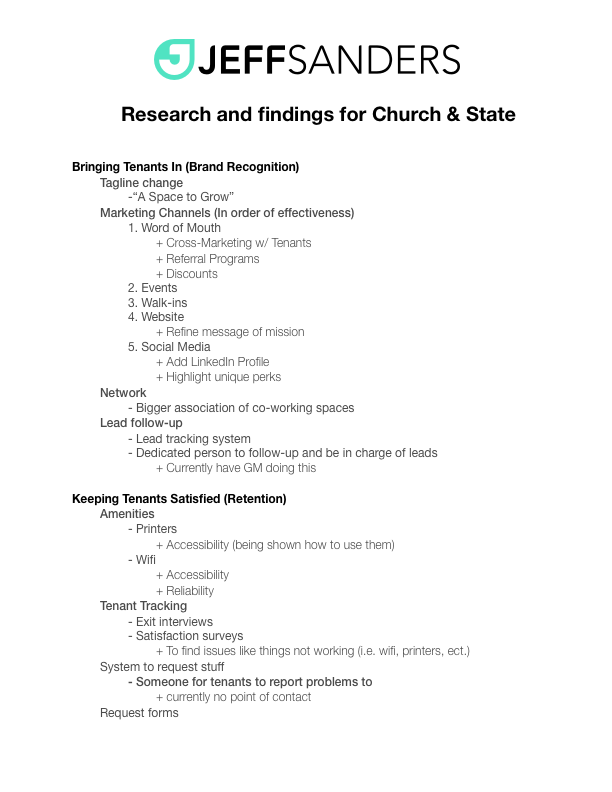 JEFFSANDERS
Research and findings for Church & State
Bringing Tenants In (Brand Recognition)
Tagline change
-“A Space to Grow”
Marketing Channels (In order of effectiveness)
1. Word of Mouth
+ Cross-Marketing w/ Tenants
+ Referral Programs
+ Discounts
2. Events
3. Walk-ins
4. Website
+ Refine message of mission
5. Social Media
+ Add LinkedIn Profile
+ Highlight unique perks
Network
- Bigger association of co-working spaces
Lead follow-up
- Lead tracking system
- Dedicated person to follow-up and be in charge of leads
+ Currently have GM doing this
Keeping Tenants Satisfied (Retention)
Amenities
- Printers
+ Accessibility (being shown how to use them)
- Wifi
+ Accessibility
+ Reliability
Tenant Tracking
- Exit interviews
- Satisfaction surveys
+ To find issues like things not working (i.e. wifi, printers, ect.)
System to request stuff
- Someone for tenants to report problems to
+ currently no point of contact
Request forms